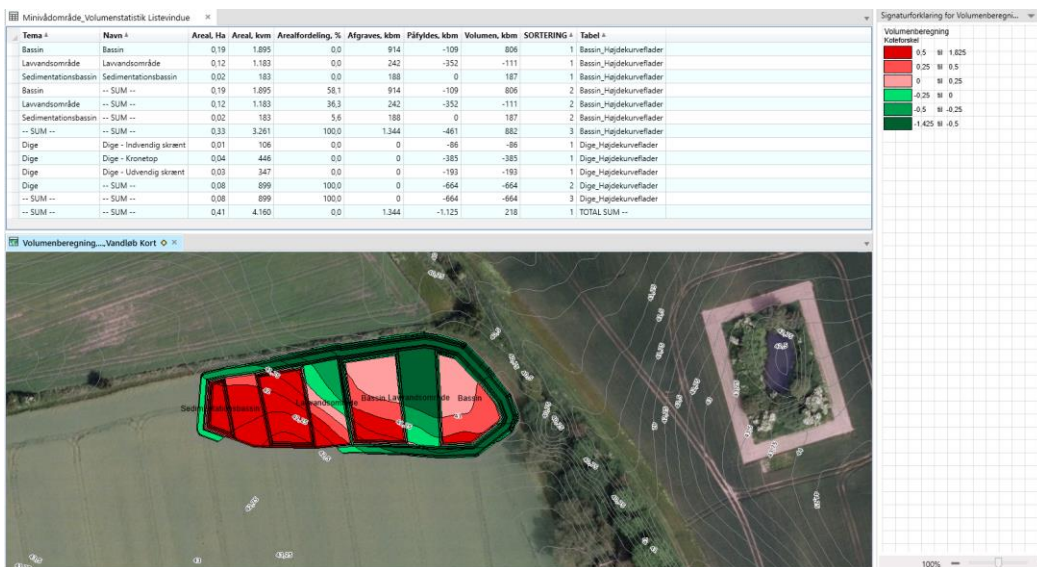 Minivådområde_Volumenstatistik Listevindue
Tema Navn Areal, Ha Areal, kvm Arealfordeling, % Afgraves, kbm Påfyldes, kbm Volumen, kbm SORTERING Tabel
Bassin Bassin 0,19 1.895 0,0 914 -109 806 1 Bassin_Højdekurveflader
Lavvandsområde Lavvandsområde 0,12 1.183 0,0 242 -352 -111 1 Bassin_Højdekurveflader
Sedimentationsbassin Sedimentationsbassin 0,02 183 0,0 188 0 187 1 Bassin_Højdekurveflader
Bassin -- SUM -- 0,19 1.895 58,1 914 -109 806 2 Bassin_Højdekurveflader
Lavvandsområde -- SUM -- 0,12 1.183 36,3 242 -352 -111 2 Bassin_Højdekurveflader
Sedimentationsbassin -- SUM -- 0,02 183 5,6 188 0 187 2 Bassin_Højdekurveflader
-- SUM -- -- SUM -- 0,33 3.261 100,0 1.344 -461 882 3 Bassin_Højdekurveflader
Dige Dige - Indvendig skrænt 0,01 106 0,0 0 -86 -86 1 Dige_Højdekurveflader
Dige Dige - Kronetop 0,04 446 0,0 0 -385 -385 1 Dige_Højdekurveflader
Dige Dige - Udvendig skrænt 0,03 347 0,0 0 -193 -193 1 Dige_Højdekurveflader
Dige -- SUM -- 0,08 899 100,0 0 -664 -664 2 Dige_Højdekurveflader
-- SUM -- -- SUM -- 0,08 899 100,0 0 -664 -664 3 Dige_Højdekurveflader
-- SUM -- -- SUM -- 0,41 4.160 0,0 1.344 -1.125 218 1 TOTAL SUM --
Signaturforklaring for Volumenberegni...
Volumenberegning
Koteforskel
0,5 til 1,825
0,25 til 0,5
0 til 0,25
-0,25 til 0
-0,5 til -0,25
-1,425 til -0,5
Volumenberegning,...,Vandløb Kort
Bassin
Bassin
42,5
43
43,25
100%